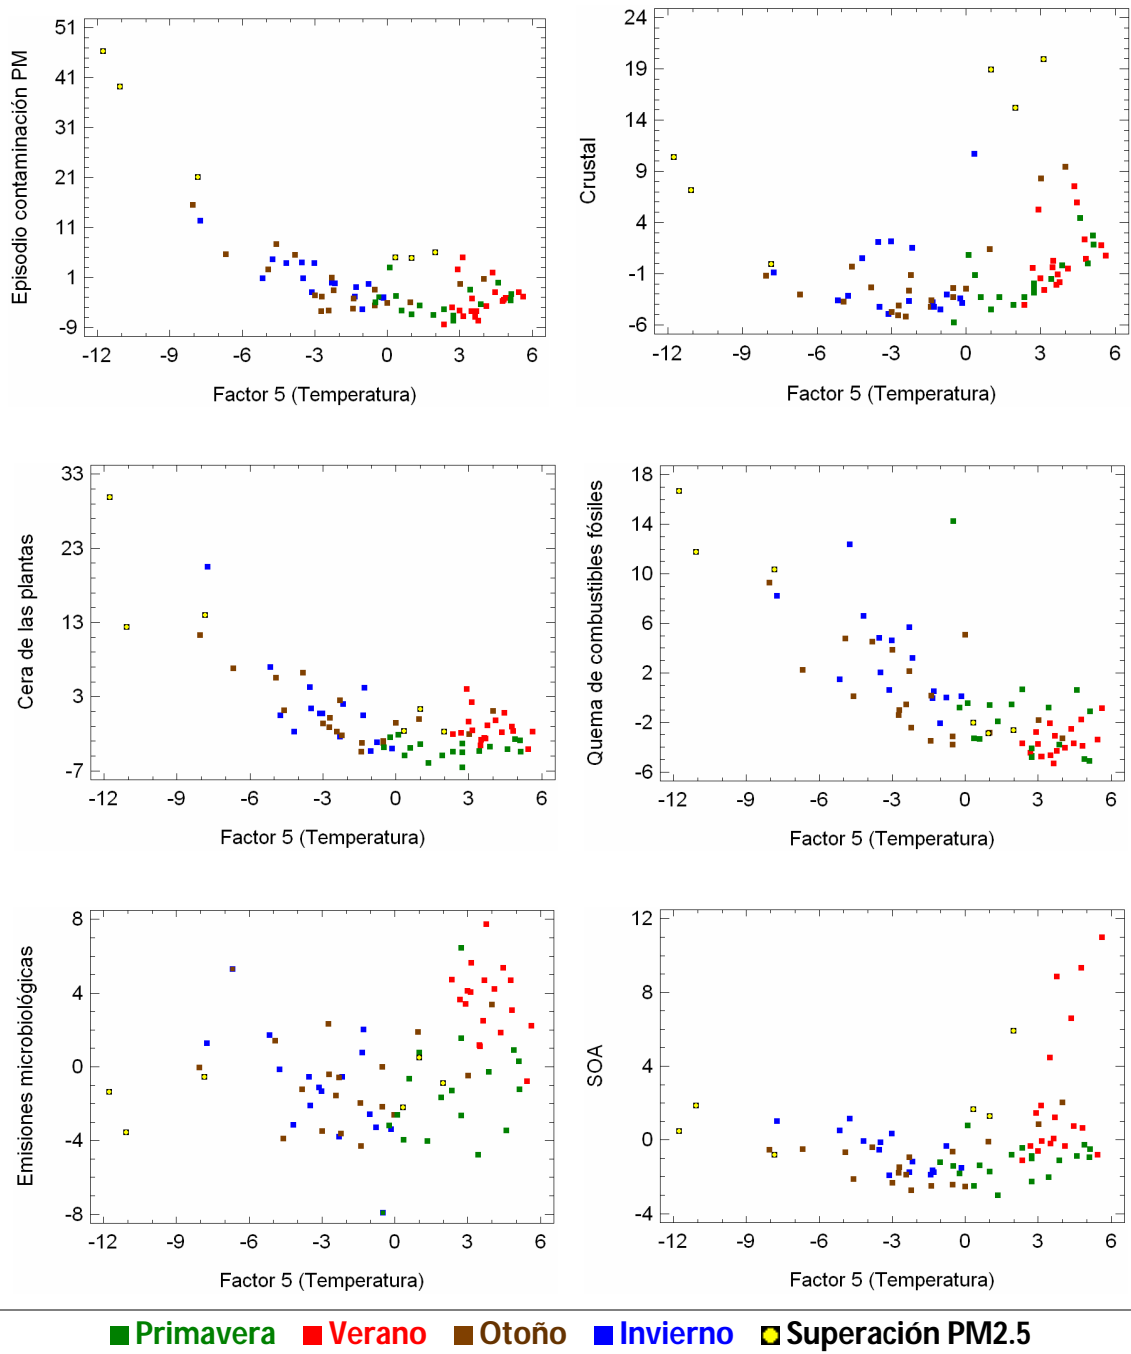 Episodio contaminación PM
51
41
31
21
11
1
-9
-12 -9 -6 -3 0 3 6
Factor 5 (Temperatura)
Crustal
24
19
14
9
4
-1
-6
-12 -9 -6 -3 0 3 6
Factor 5 (Temperatura)
Cera de las plantas
33
23
13
3
-7
-12 -9 -6 -3 0 3 6
Factor 5 (Temperatura)
Quema de combustibles fósiles
18
14
10
6
2
-2
-6
-12 -9 -6 -3 0 3 6
Factor 5 (Temperatura)
Emisiones microbiológicas
8
4
0
-4
-8
-12 -9 -6 -3 0 3 6
Factor 5 (Temperatura)
SOA
12
8
4
0
-4
-12 -9 -6 -3 0 3 6
Factor 5 (Temperatura)
Primavera Verano Otoño Invierno Superación PM2.5